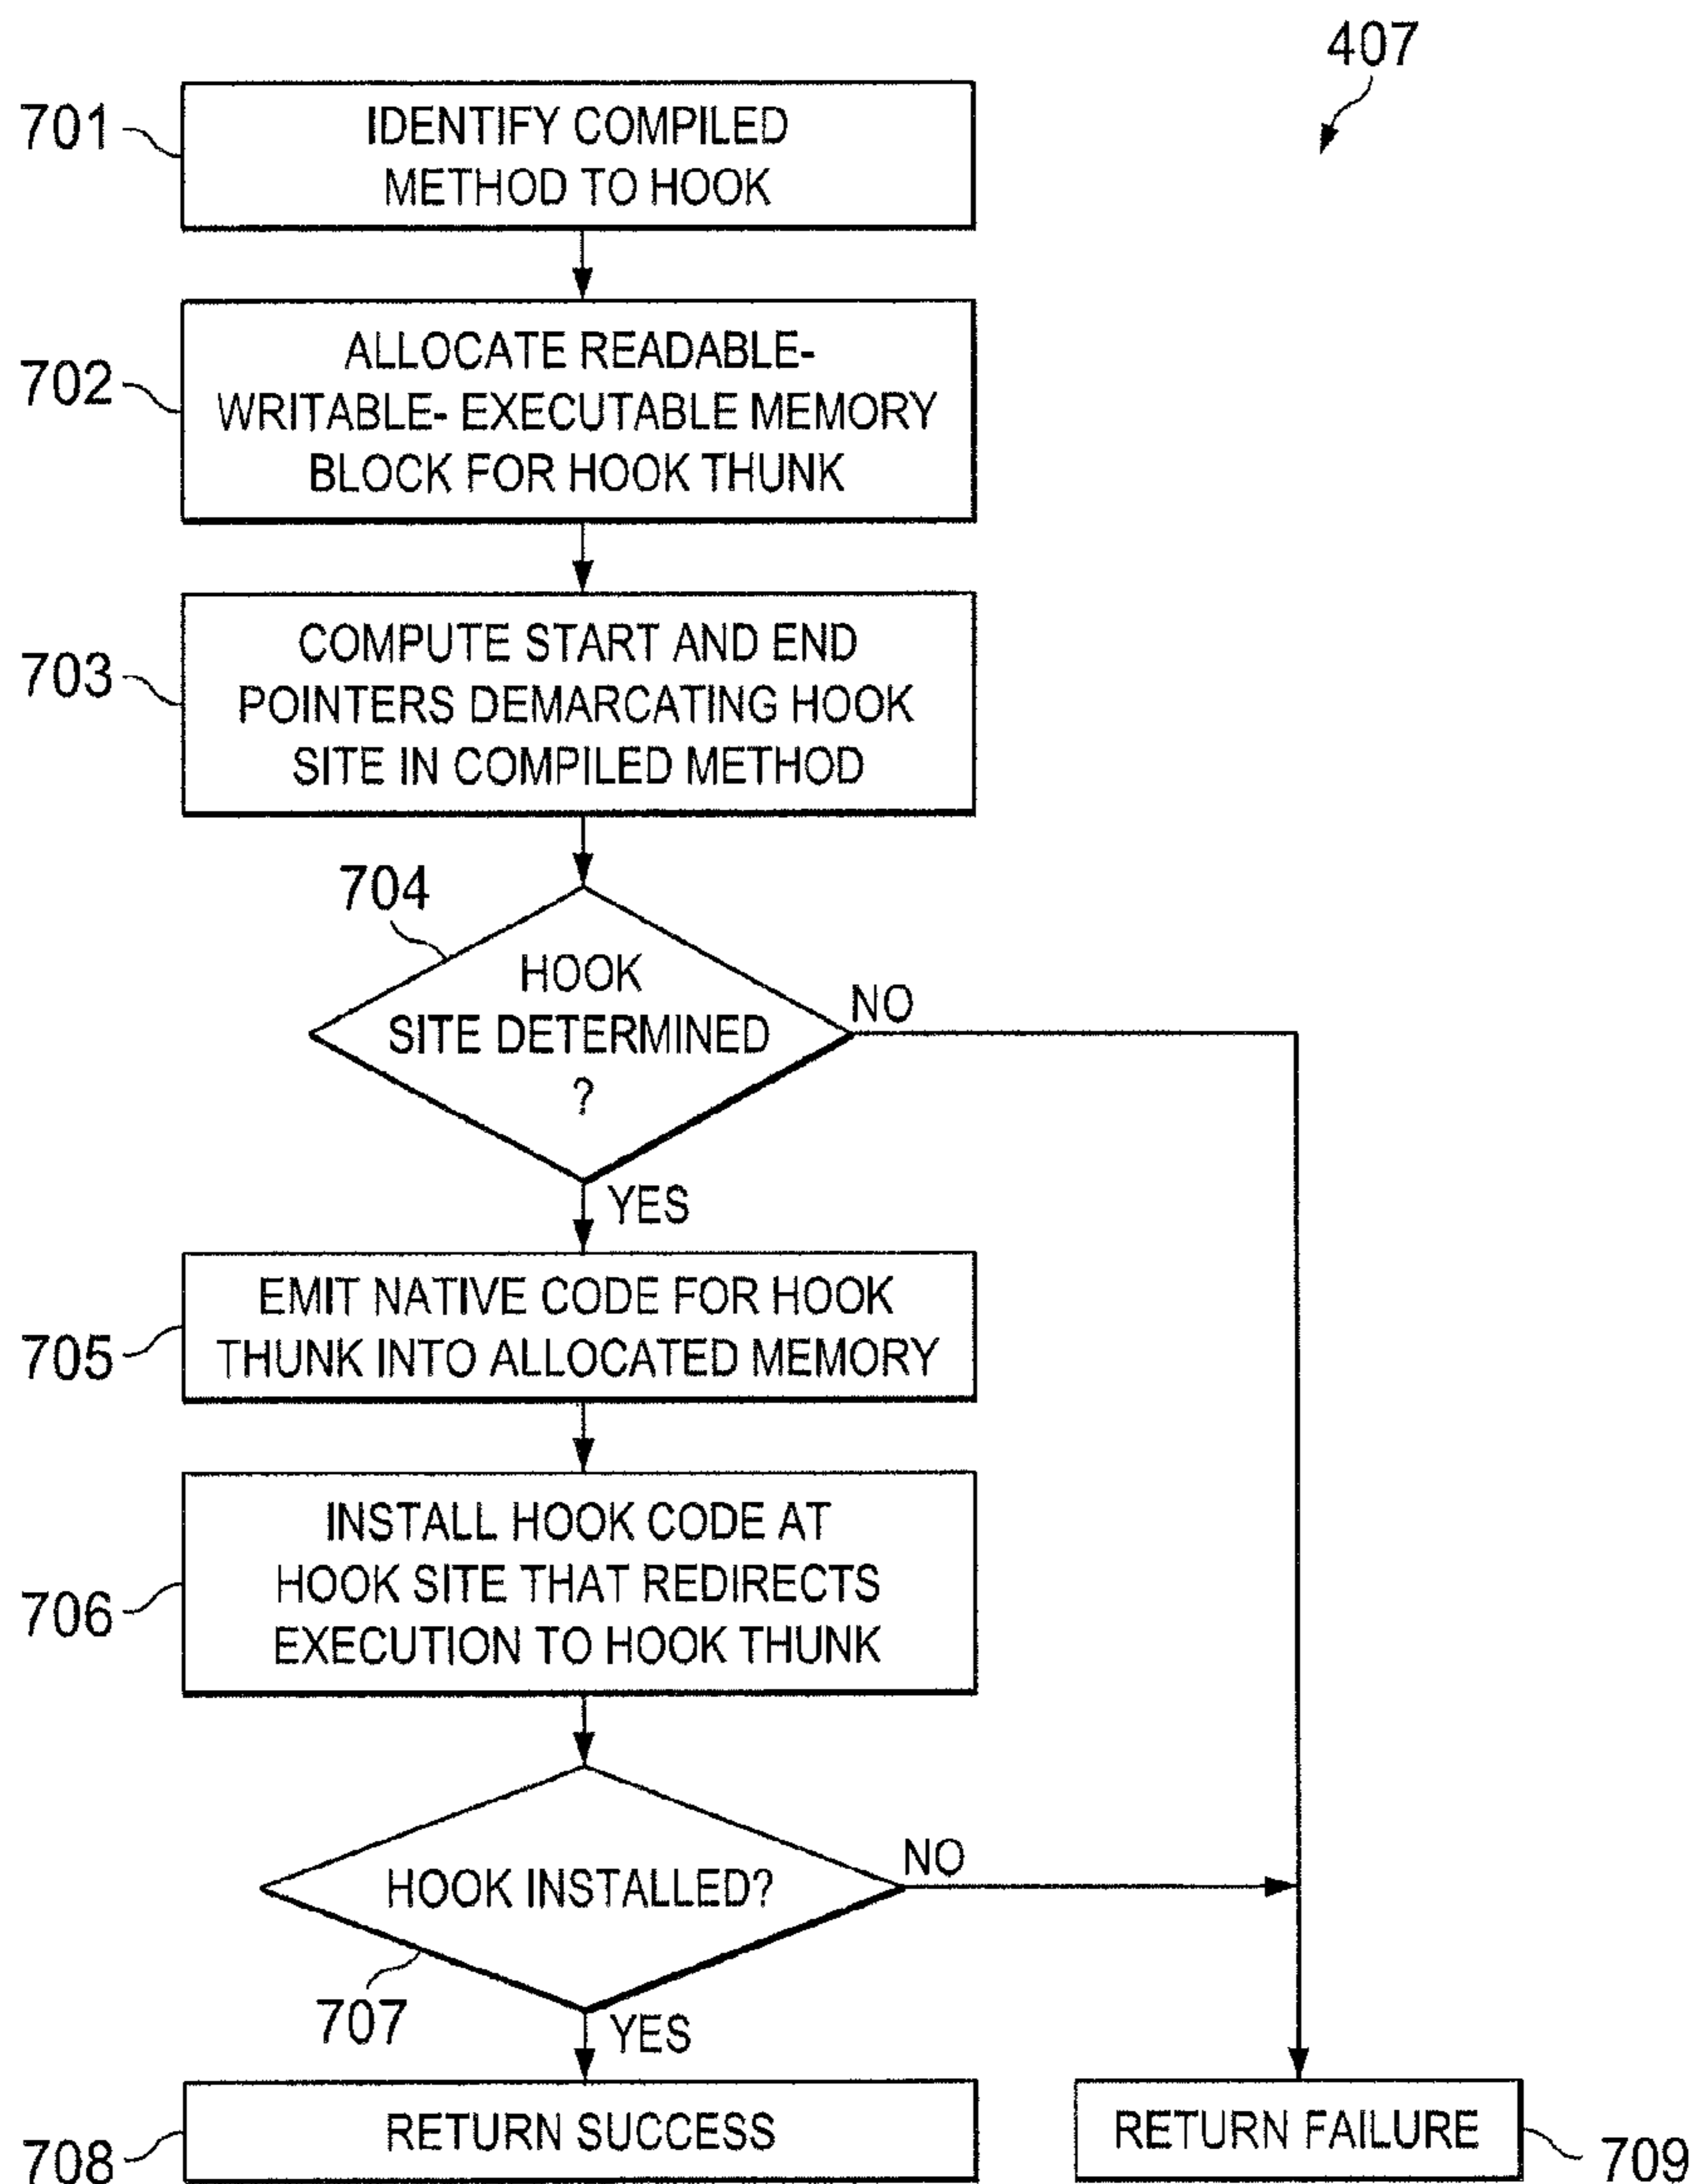 407
701
IDENTIFY COMPILED
METHOD TO HOOK
702
ALLOCATE READABLE-
WRITABLE- EXECUTABLE MEMORY
BLOCK FOR HOOK THUNK
703
COMPUTE START AND END
POINTERS DEMARCATING HOOK
SITE IN COMPILED METHOD
704
HOOK
SITE DETERMINED
?
NO
YES
705
EMIT NATIVE CODE FOR HOOK
THUNK INTO ALLOCATED MEMORY
706
INSTALL HOOK CODE AT
HOOK SITE THAT REDIRECTS
EXECUTION TO HOOK THUNK
HOOK INSTALLED?
NO
707
YES
708
RETURN SUCCESS
RETURN FAILURE
709